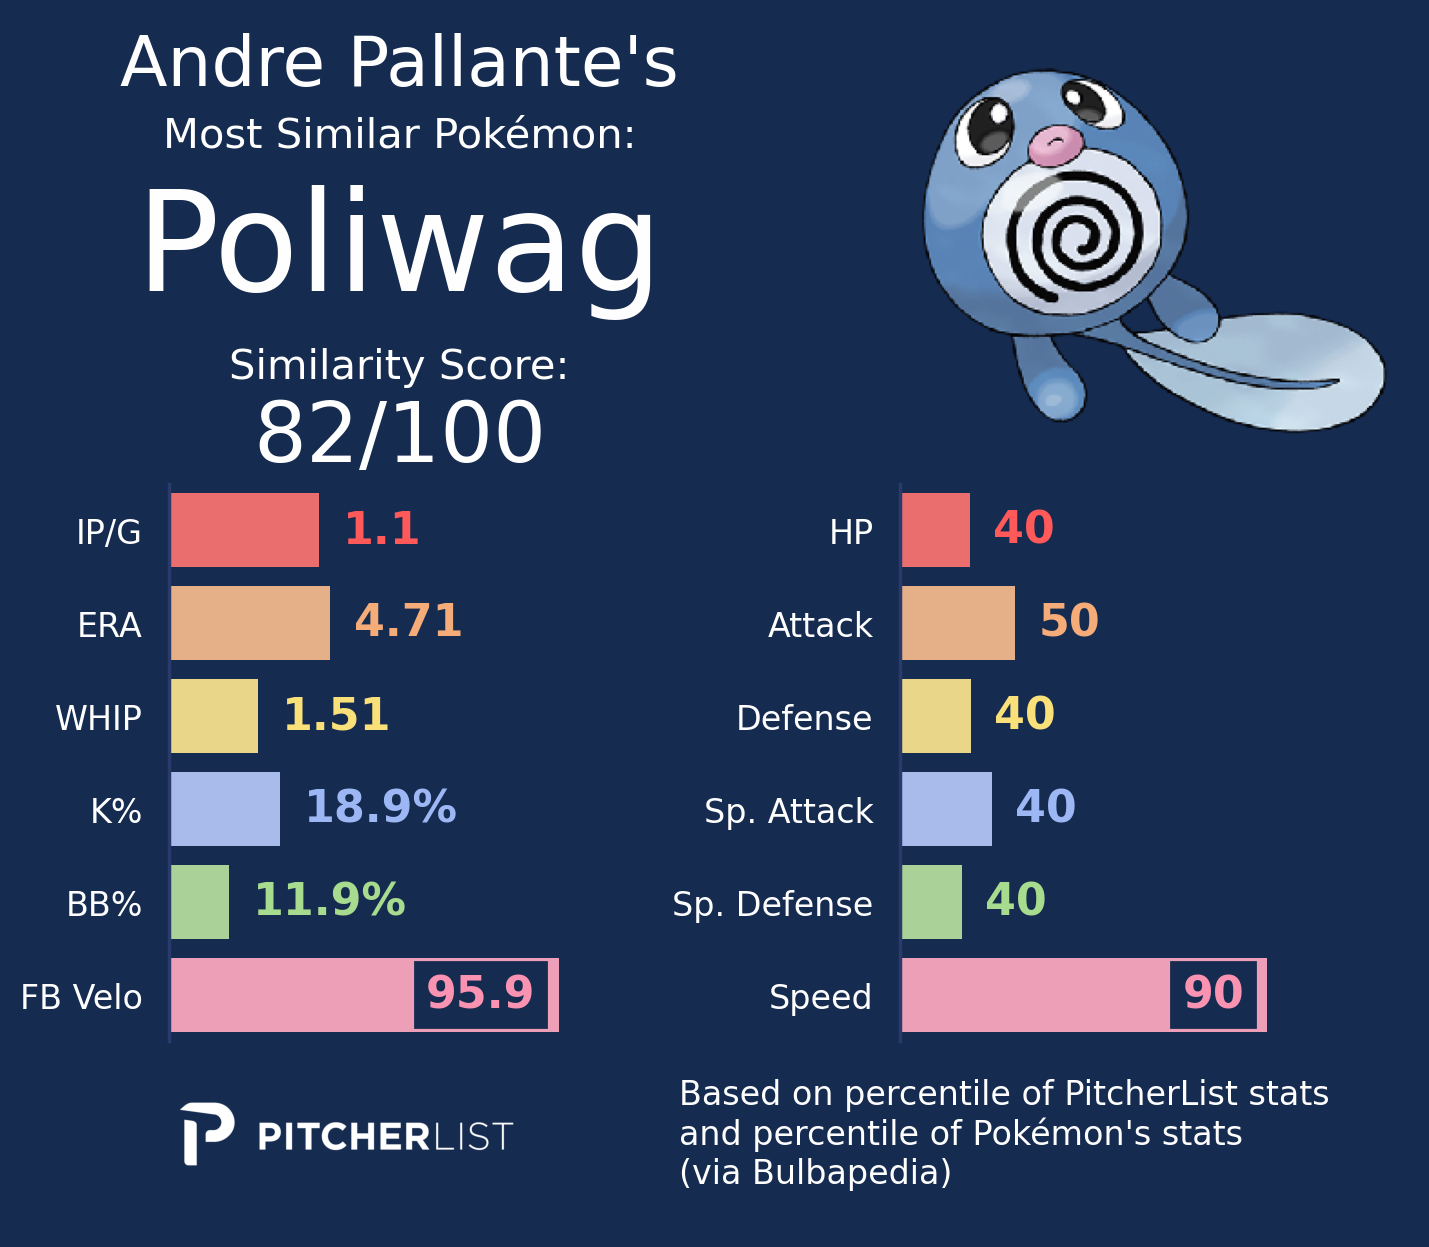 Andre Pallante's
Most Similar Pokémon:
Poliwag
Similarity Score:
82/100
IP/G 1.1
ERA 4.71
WHIP 1.51
K% 18.9%
BB% 11.9%
FB Velo 95.9
HP 40
Attack 50
Defense 40
Sp. Attack 40
Sp. Defense 40
Speed 90
PITCHERLIST
Based on percentile of PitcherList stats
and percentile of Pokémon's stats
(via Bulbapedia)